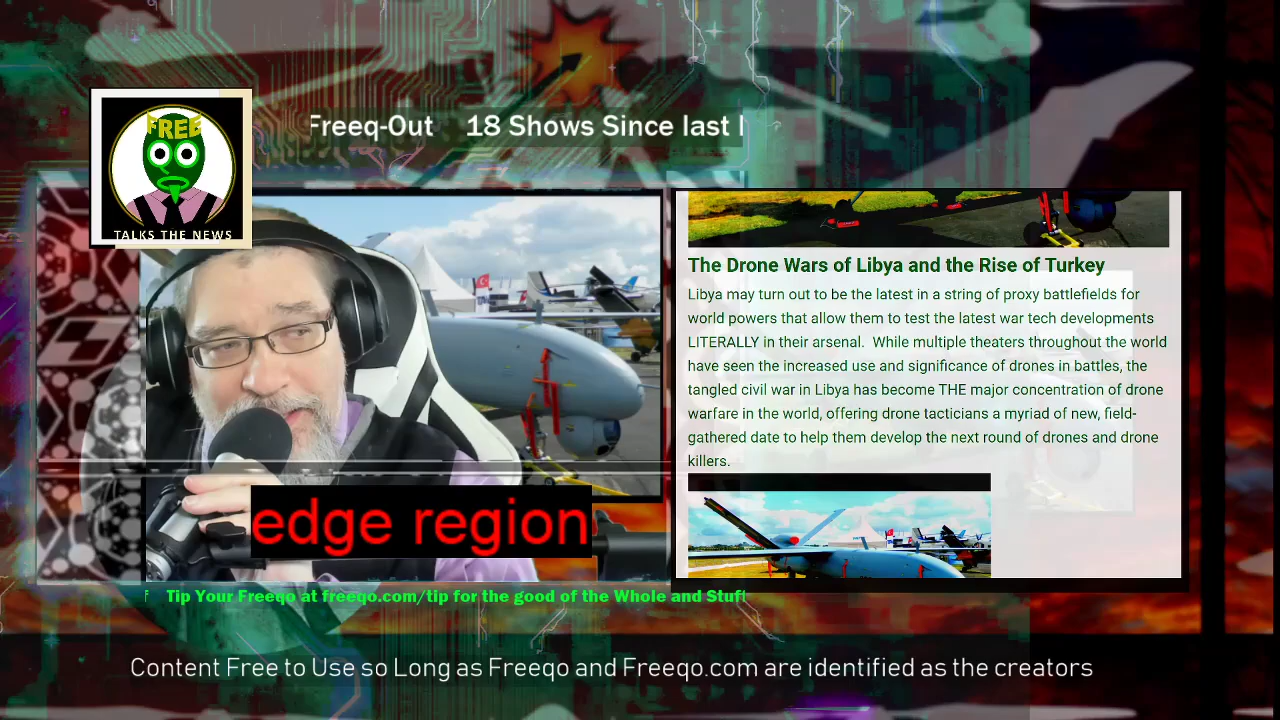 Freeq-Out 18 Shows Since last
FREE
TALKS THE NEWS
The Drone Wars of Libya and the Rise of Turkey
Libya may turn out to be the latest in a string of proxy battlefields for
world powers that allow them to test the latest war tech developments
LITERALLY in their arsenal. While multiple theaters throughout the world
have seen the increased use and significance of drones in battles, the
tangled civil war in Libya has become THE major concentration of drone
warfare in the world, offering drone tacticians a myriad of new, field-
gathered date to help them develop the next round of drones and drone
killers.
edge region
Tip Your Freeqo at freeqo.com/tip for the good of the Whole and Stuff
Content Free to Use so Long as Freeqo and Freeqo.com are identified as the creators